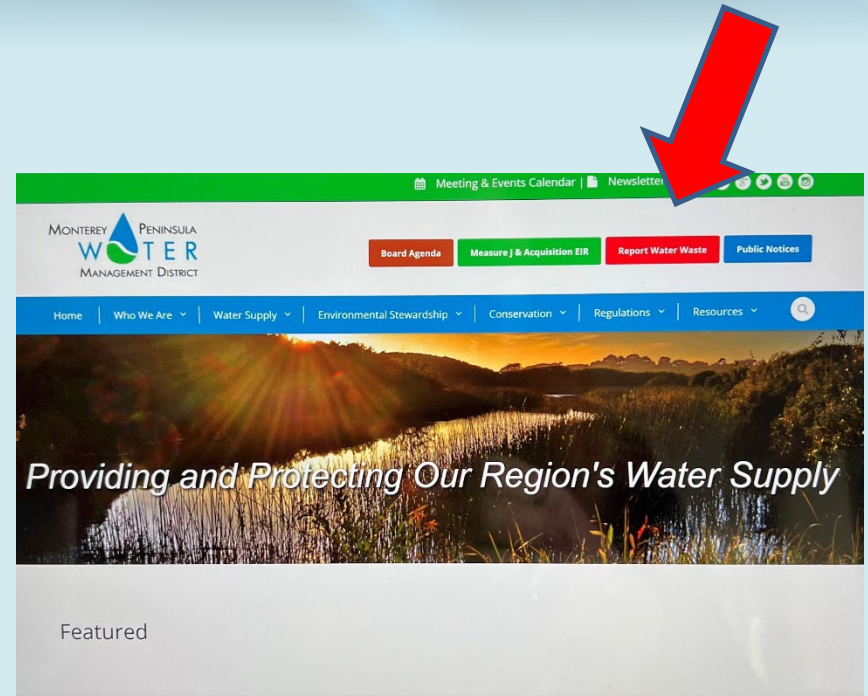 Meeting & Events Calendar | Newsletter
MONTEREY PENINSULA
WATER
MANAGEMENT DISTRICT
Board Agenda Measure J & Acquisition EIR Report Water Waste Public Notices
Home Who We Are Water Supply Environmental Stewardship Conservation Regulations Resources
Providing and Protecting Our Region's Water Supply
Featured